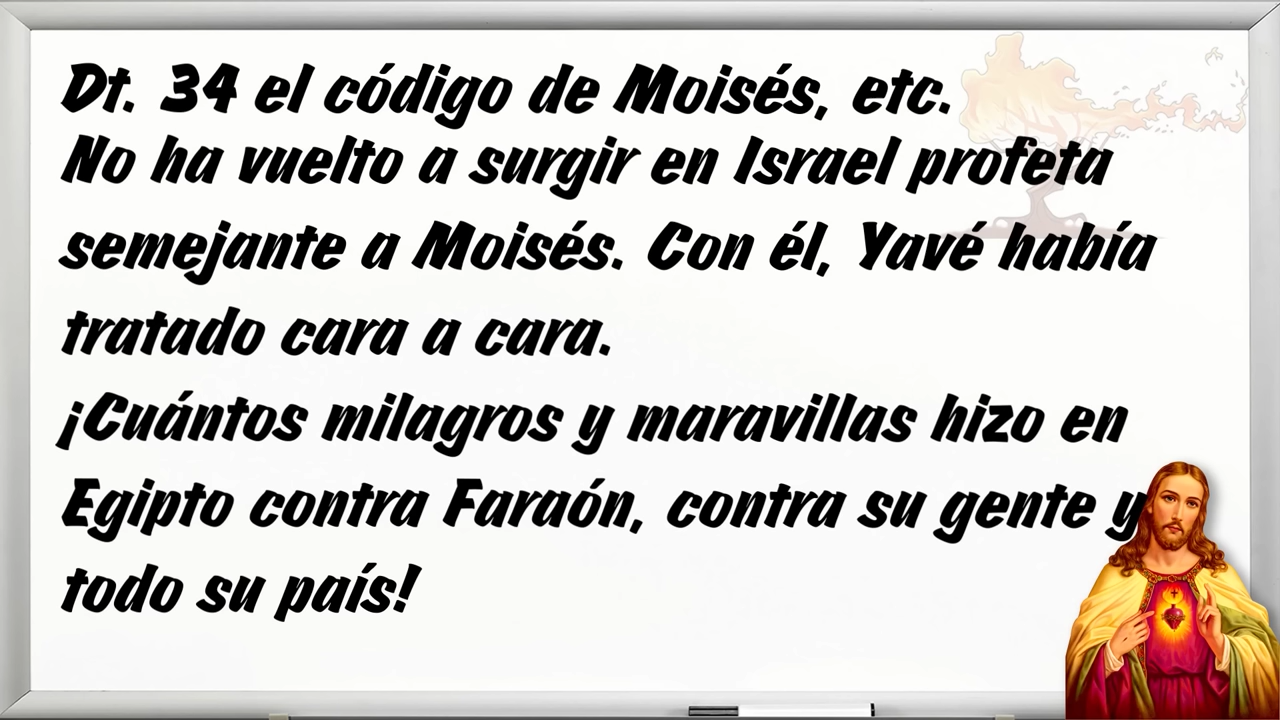 Dt. 34 el código de Moisés, etc.
No ha vuelto a surgir en Israel profeta
semejante a Moisés. Con él, Yavé había
tratado cara a cara.
¡Cuántos milagros y maravillas hizo en
Egipto contra Faraón, contra su gente y
todo su país!